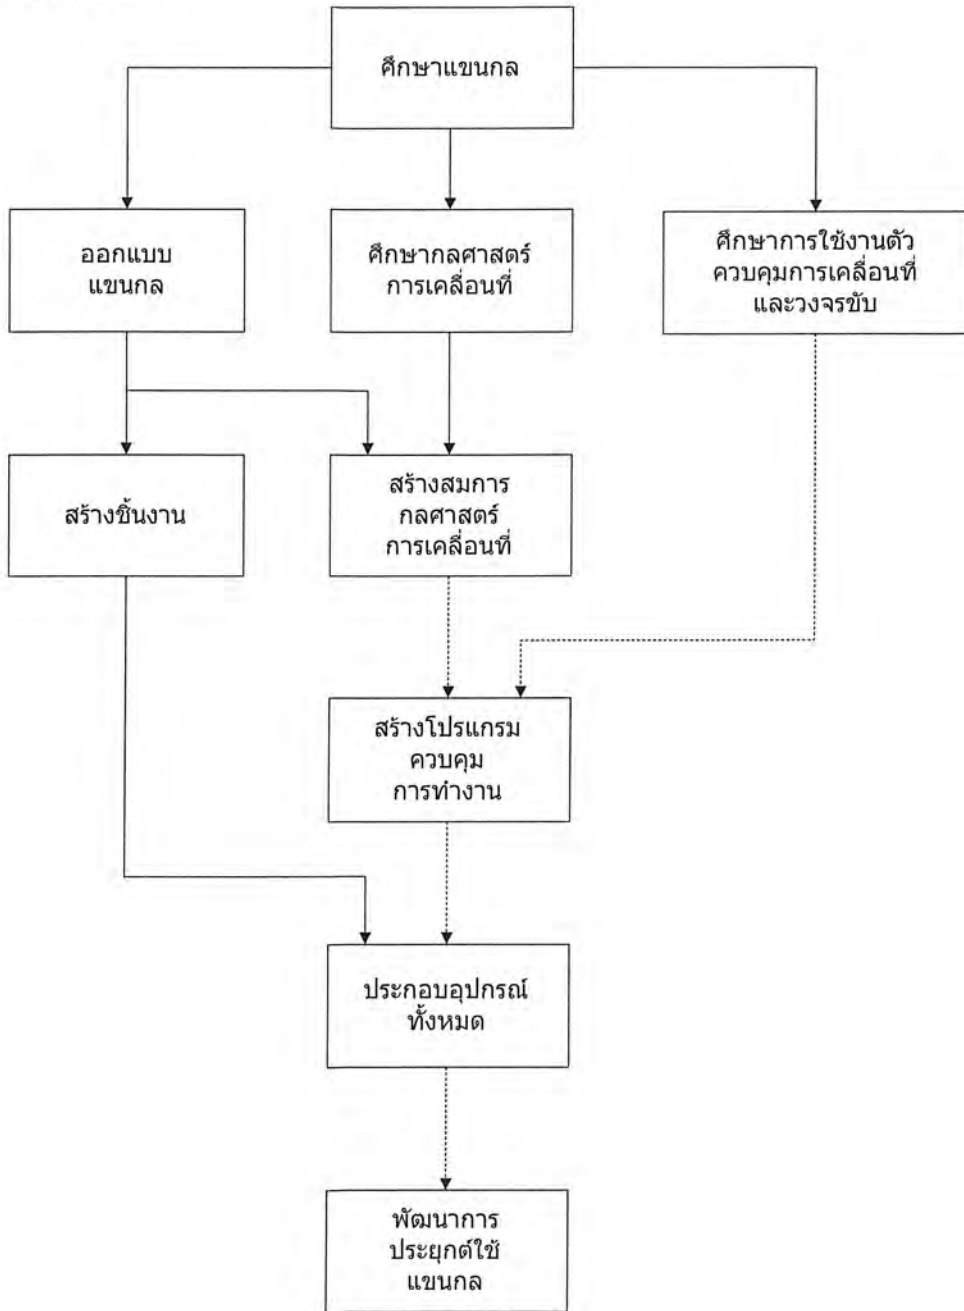 ศึกษาแขนกล
ออกแบบ
แขนกล
ศึกษากลศาสตร์
การเคลื่อนที่
ศึกษาการใช้งานตัว
ควบคุมการเคลื่อนที่
และวงจรขับ
สร้างชิ้นงาน
สร้างสมการ
กลศาสตร์
การเคลื่อนที่
สร้างโปรแกรม
ควบคุม
การทำงาน
ประกอบอุปกรณ์
ทั้งหมด
พัฒนาการ
ประยุกต์ใช้
แขนกล